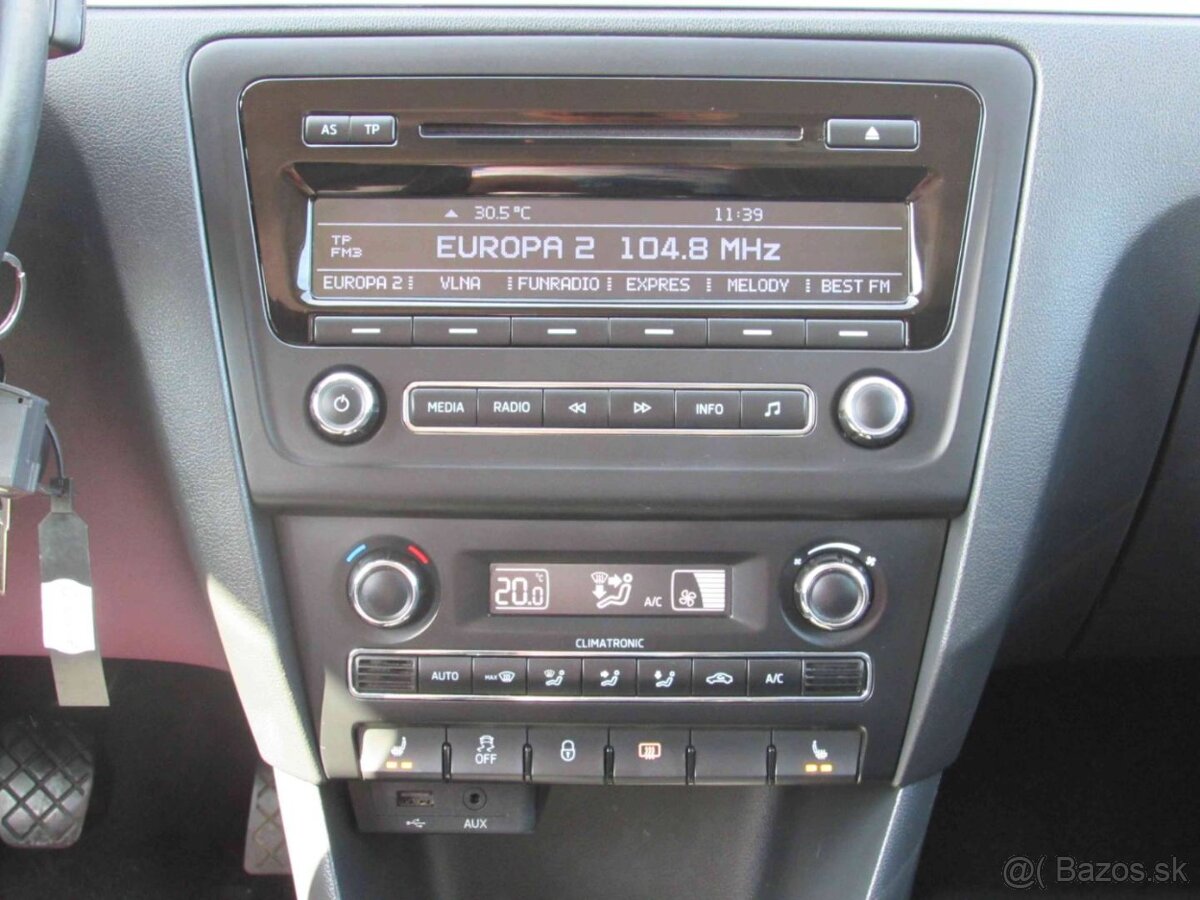 AS TP
30.5°C 11:39
TP
FM3
EUROPA 2 104.8 MHz
EUROPA 2 VLNA FUNRADIO EXPRES MELODY BEST FM
MEDIA RADIO INFO
20.0 °C A/C
CLIMATRONIC
AUTO MAX A/C
OFF
AUX
@( Bazos.sk